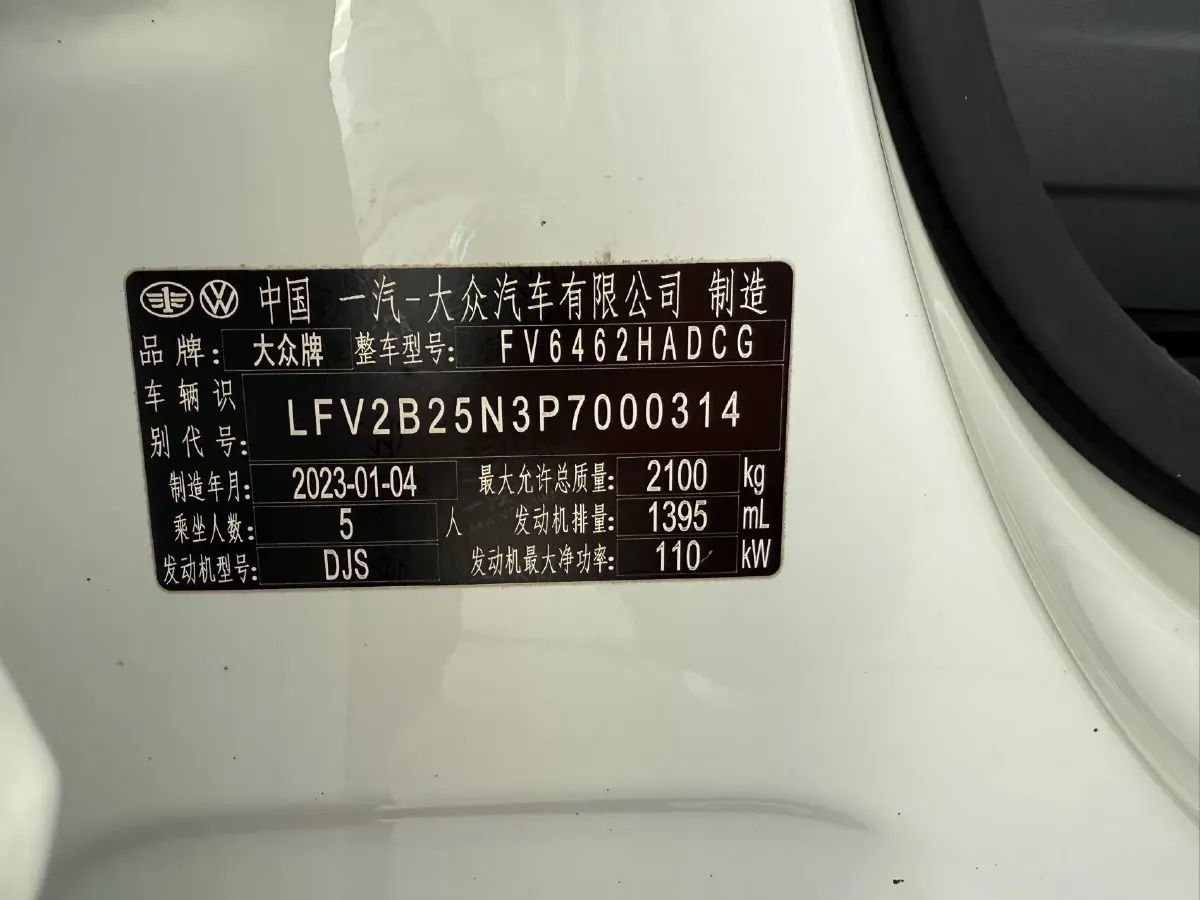 中国 一汽-大众汽车有限公司 制造
品牌: 大众牌 整车型号: FV6462HADCG
车辆识别代号: LFV2B25N3P7000314
制造年月: 2023-01-04 最大允许总质量: 2100 kg
乘坐人数: 5 人 发动机排量: 1395 mL
发动机型号: DJS 发动机最大净功率: 110 kW